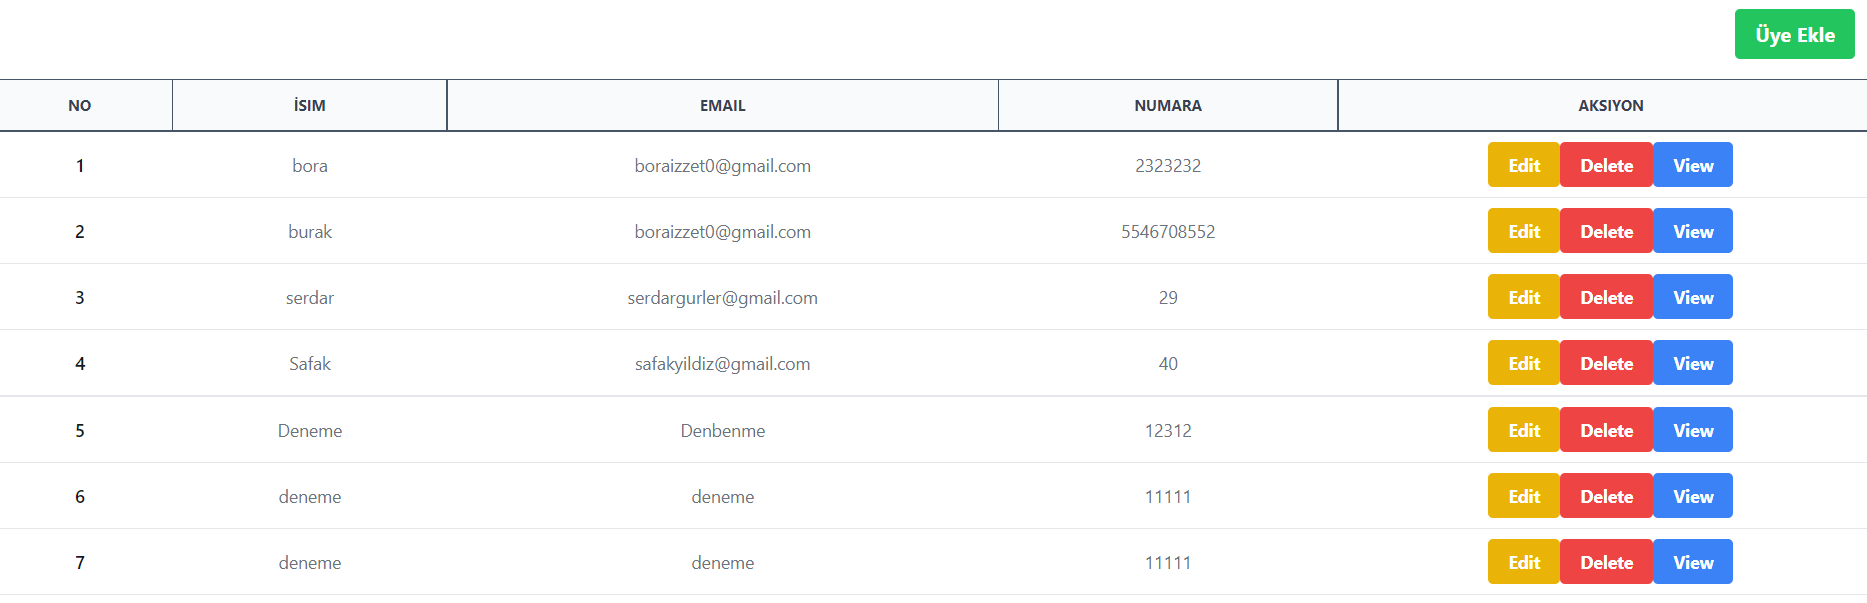 Üye Ekle
NO İSIM EMAIL NUMARA AKSIYON
1 bora boraizzet0@gmail.com 2323232 Edit Delete View
2 burak boraizzet0@gmail.com 5546708552 Edit Delete View
3 serdar serdargurler@gmail.com 29 Edit Delete View
4 Safak safakyildiz@gmail.com 40 Edit Delete View
5 Deneme Denbenme 12312 Edit Delete View
6 deneme deneme 11111 Edit Delete View
7 deneme deneme 11111 Edit Delete View